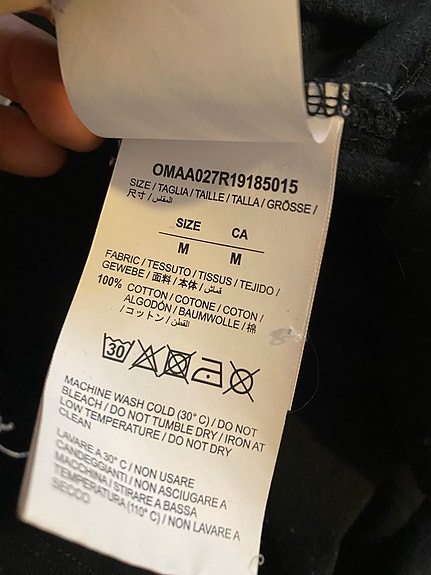 OMAA027R19185015
SIZE / TAGLIA / TAILLE / TALLA / GRÖSSE /
尺寸 / المقاس /
SIZE CA
M M
FABRIC / TESSUTO / TISSUS / TEJIDO /
GEWEBE / 面料 / 本体 / قماش /
100% COTTON / COTONE / COTON /
ALGODÓN / BAUMWOLLE / 棉
/ コットン / القطن /
30
MACHINE WASH COLD (30° C) / DO NOT
BLEACH / DO NOT TUMBLE DRY / IRON AT
LOW TEMPERATURE / DO NOT DRY
CLEAN
LAVARE A 30° C / NON USARE
CANDEGGIANTI / NON ASCIUGARE A
MACCHINA / STIRARE A BASSA
TEMPERATURA (110° C) / NON LAVARE A
SECCO